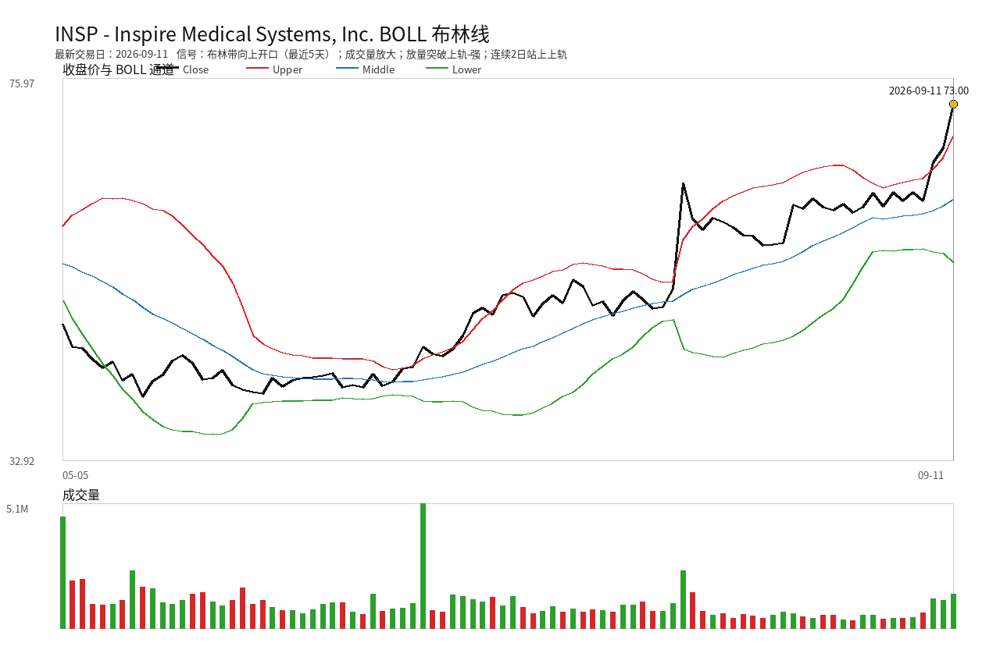 INSP - Inspire Medical Systems, Inc. BOLL 布林线
最新交易日：2026-09-11 信号：布林带向上开口（最近5天）；成交量放大；放量突破上轨-强；连续2日站上上轨
收盘价与 BOLL 通道 Close Upper Middle Lower
75.97
2026-09-11 73.00
32.92
05-05 09-11
成交量
5.1M